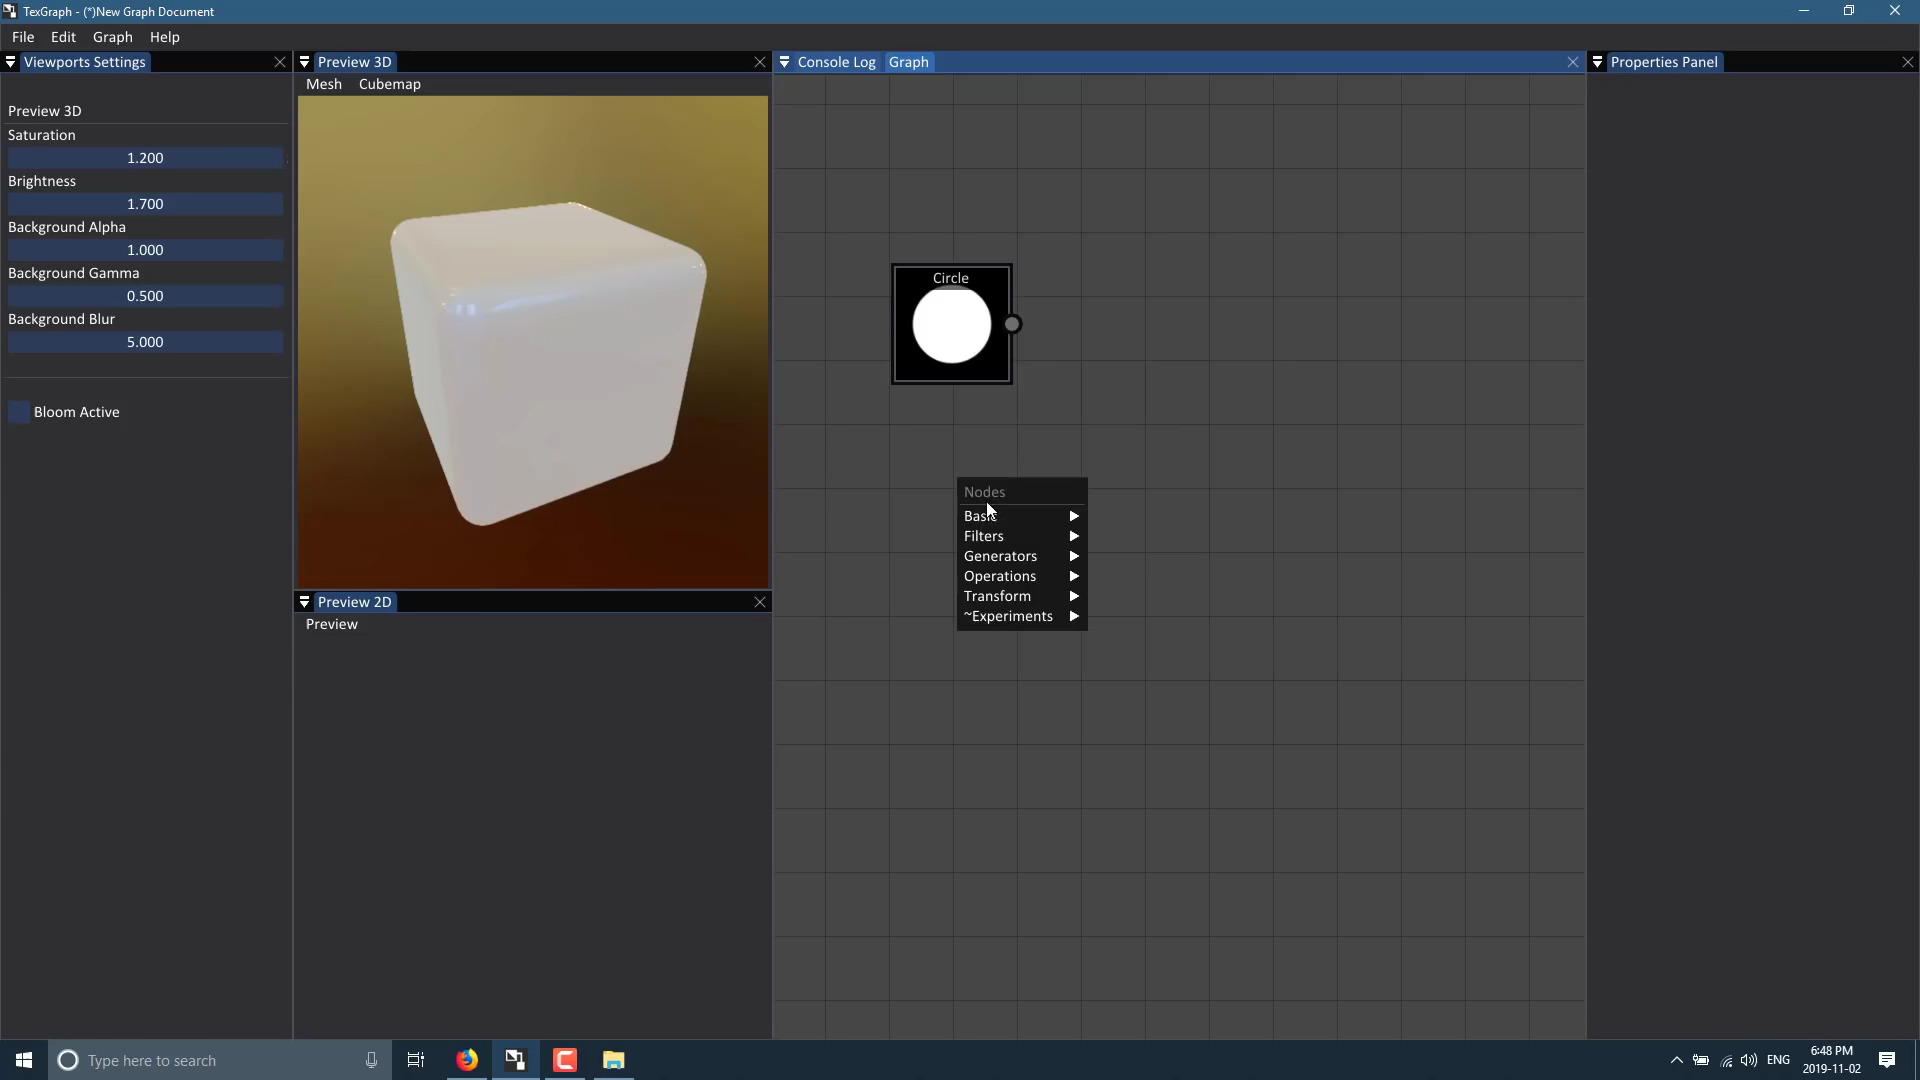 TexGraph - (*)New Graph Document
File Edit Graph Help
Viewports Settings
Preview 3D
Saturation
1.200
Brightness
1.700
Background Alpha
1.000
Background Gamma
0.500
Background Blur
5.000
Bloom Active
Preview 3D
Mesh Cubemap
Preview 2D
Preview
Console Log Graph
Circle
Nodes
Basic
Filters
Generators
Operations
Transform
~Experiments
Properties Panel
Type here to search
ENG
6:48 PM
2019-11-02